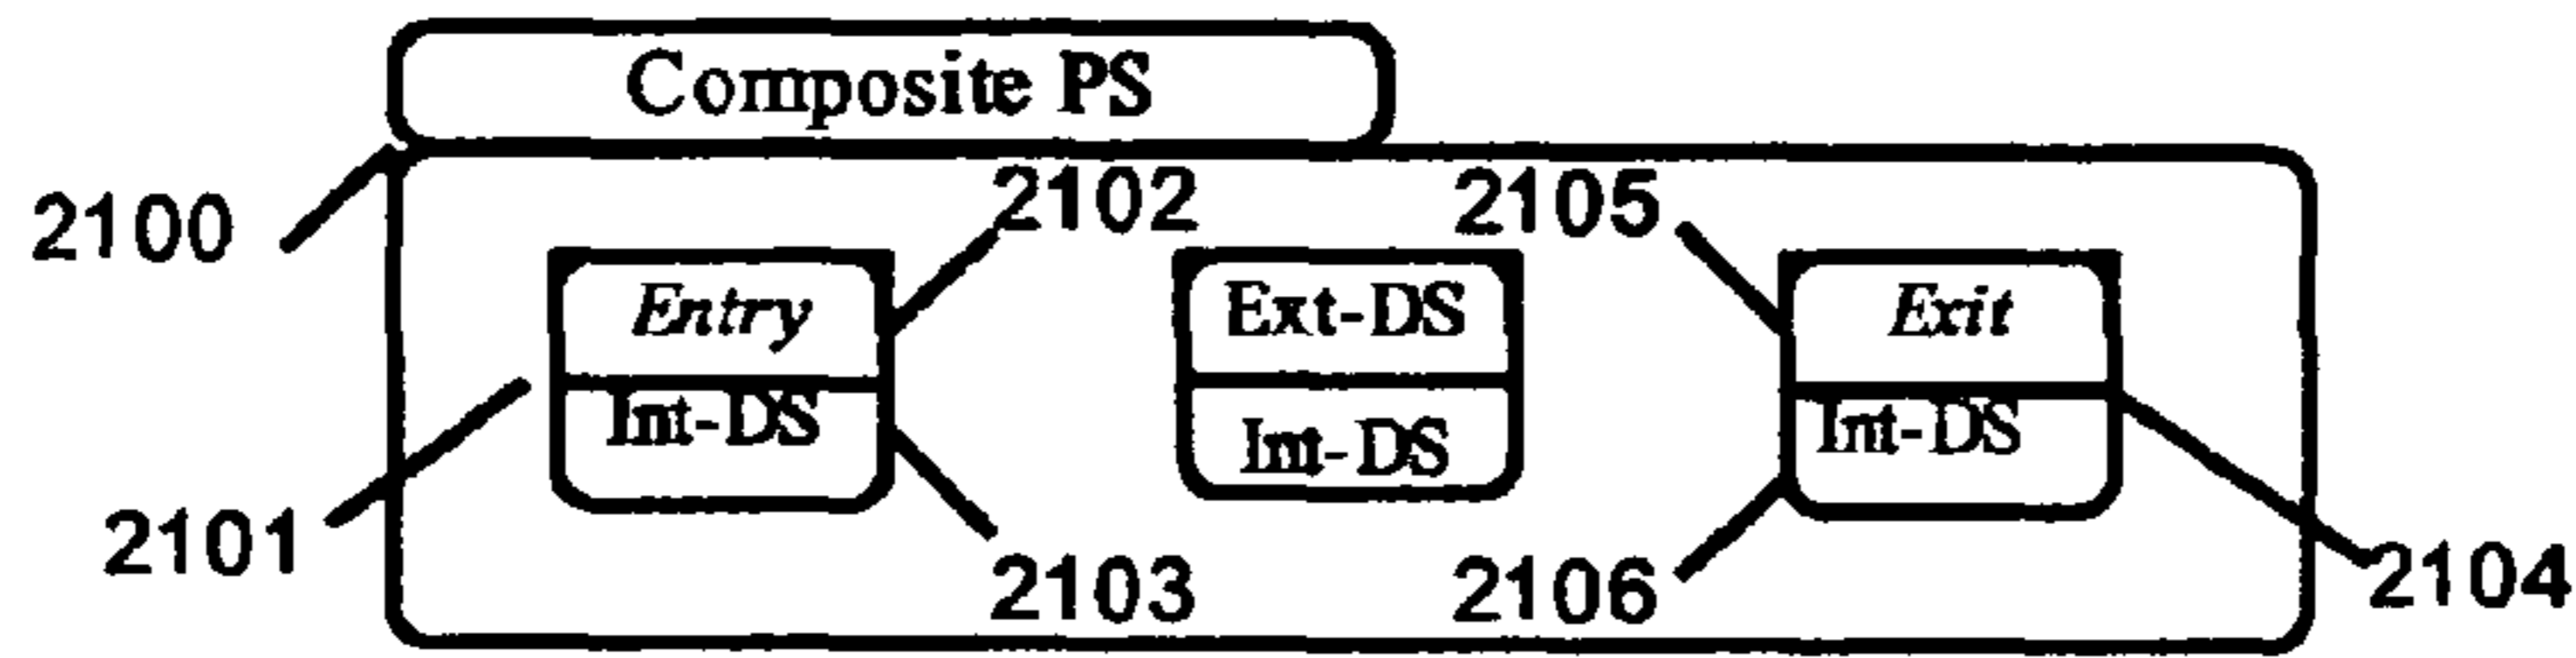 Composite PS
2100
2102
2105
Entry
Ext-DS
Exit
Int-DS
Int-DS
Int-DS
2101
2103
2106
2104